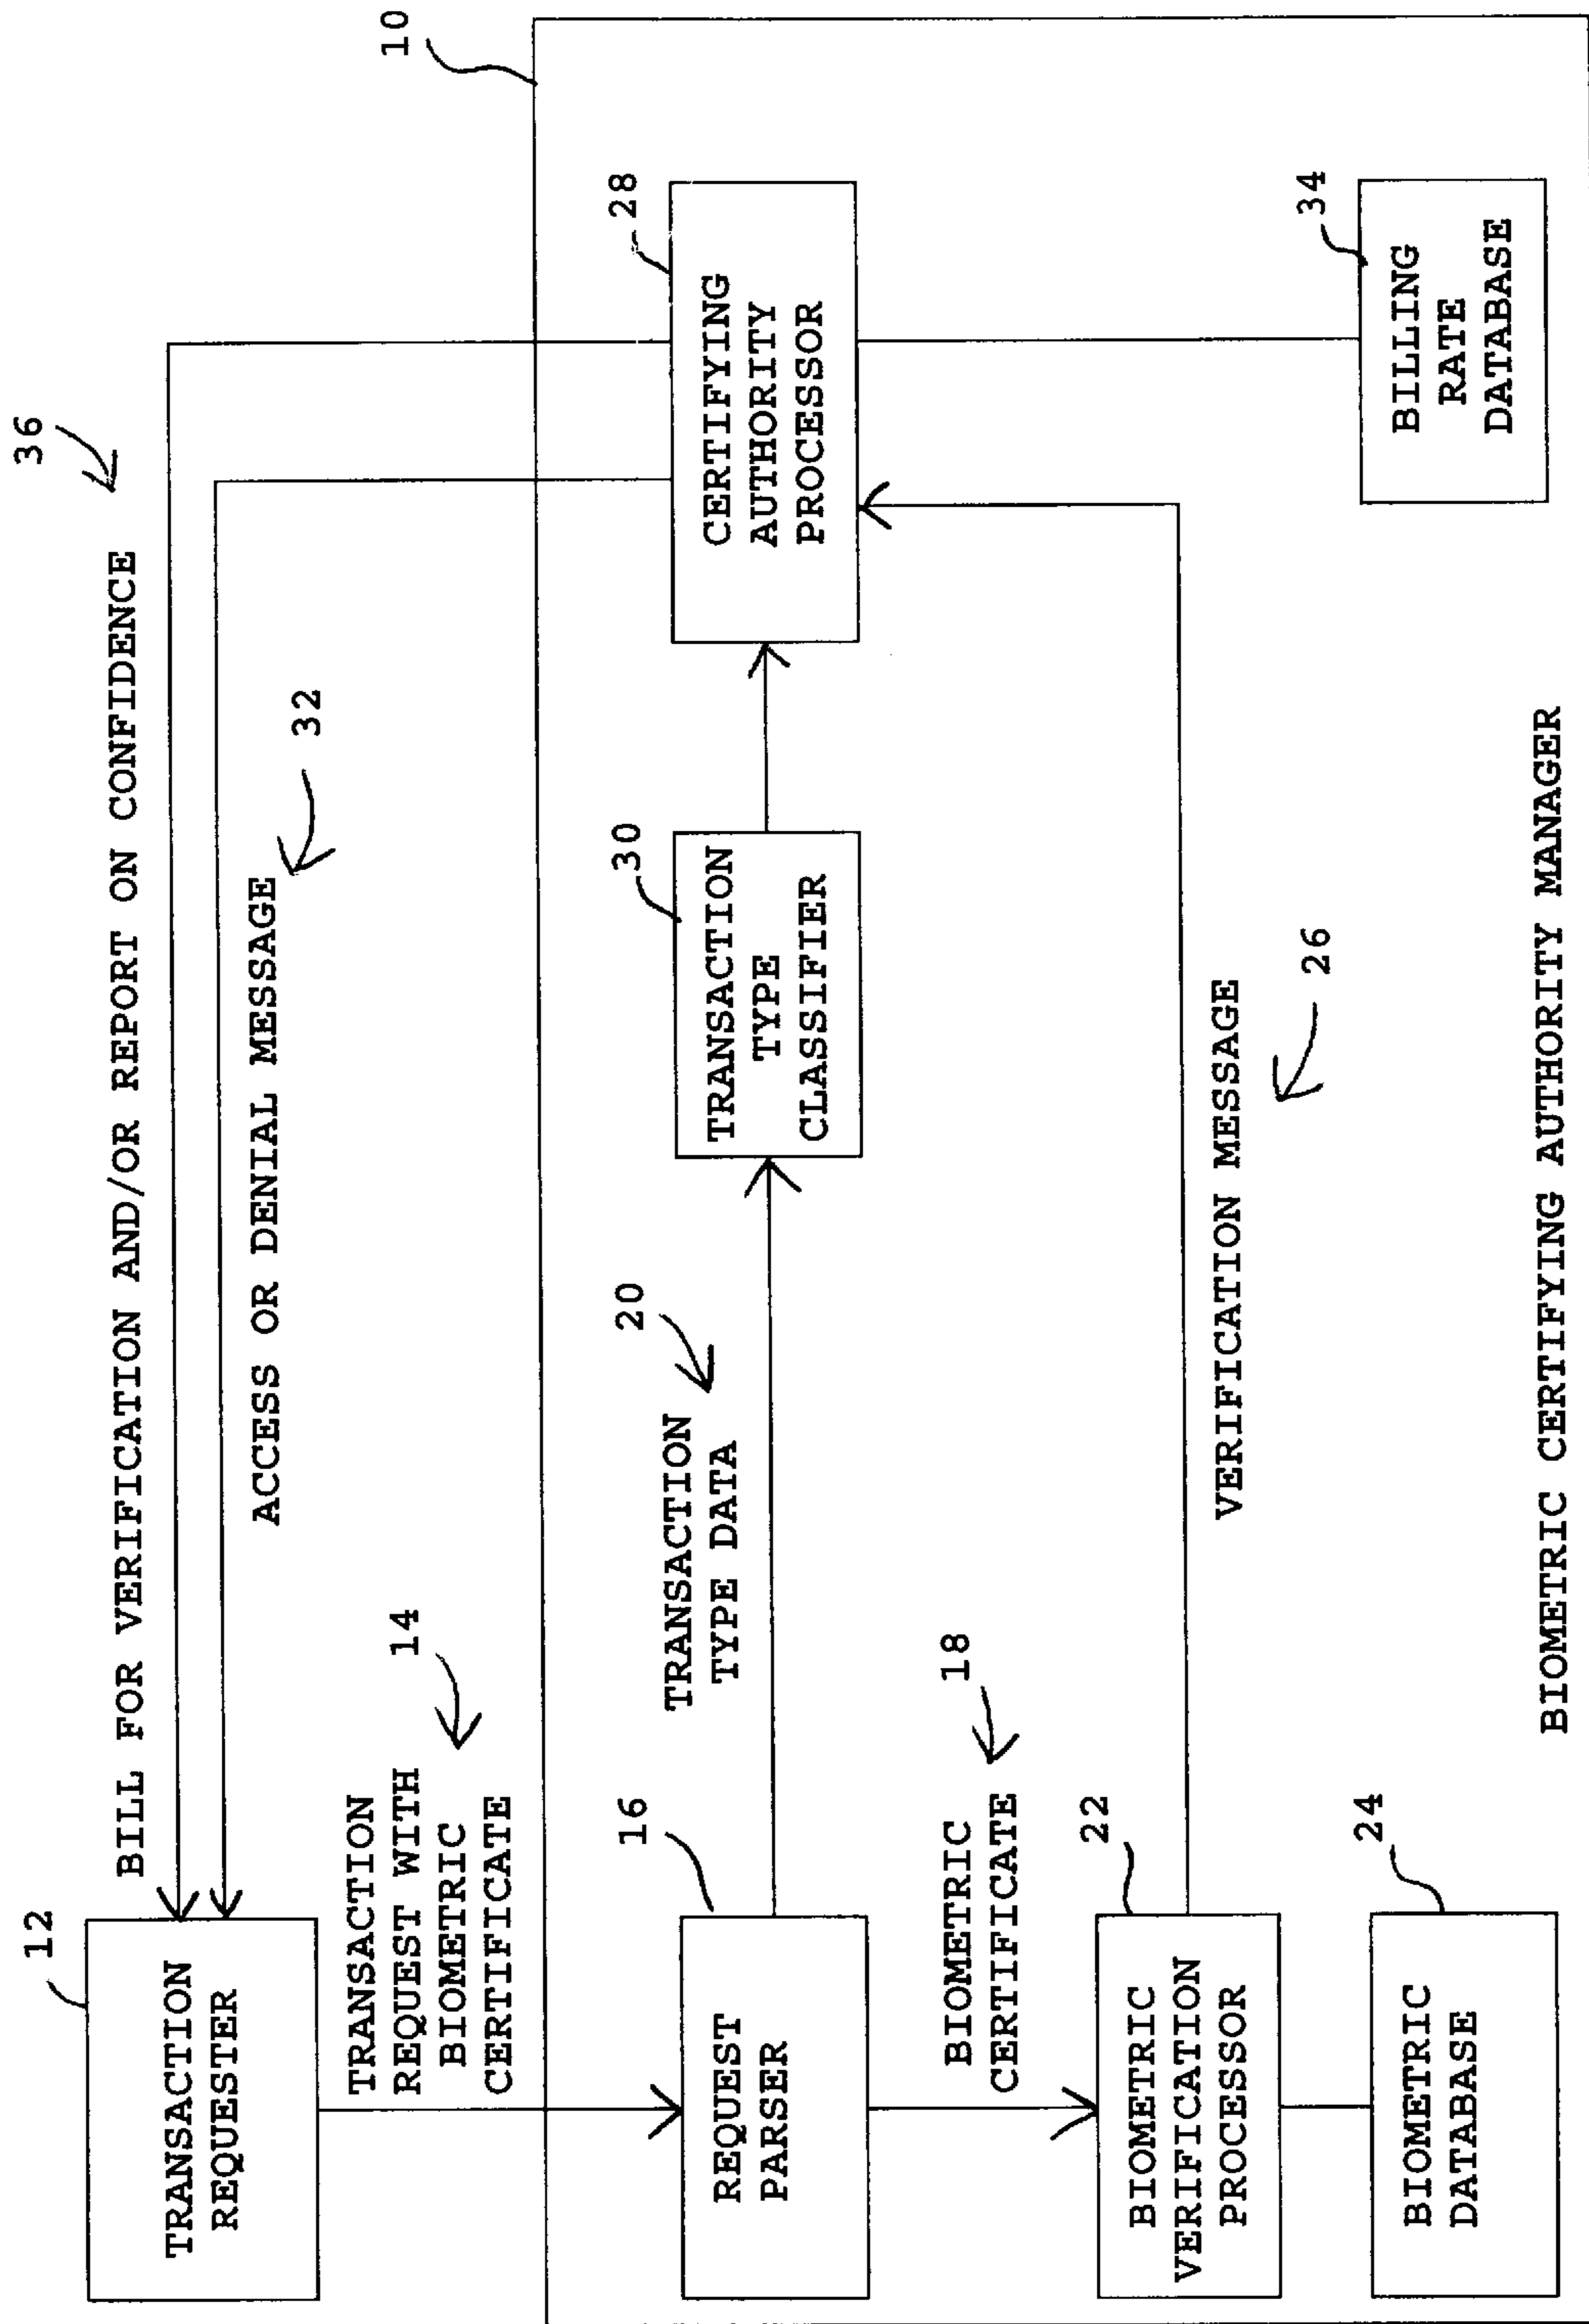 36
BILL FOR VERIFICATION AND/OR REPORT ON CONFIDENCE
12
TRANSACTION
REQUESTER
ACCESS OR DENIAL MESSAGE
32
TRANSACTION
REQUEST WITH
BIOMETRIC
CERTIFICATE
14
10
16
REQUEST
PARSER
TRANSACTION
TYPE DATA
20
30
TRANSACTION
TYPE
CLASSIFIER
28
CERTIFYING
AUTHORITY
PROCESSOR
BIOMETRIC
CERTIFICATE
18
22
BIOMETRIC
VERIFICATION
PROCESSOR
VERIFICATION MESSAGE
26
24
BIOMETRIC
DATABASE
34
BILLING
RATE
DATABASE
BIOMETRIC CERTIFYING AUTHORITY MANAGER